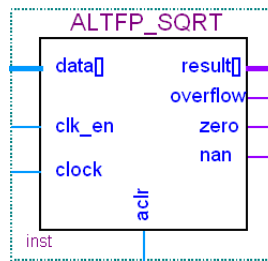 ALTFP_SQRT
data[] result[]
overflow
clk_en zero
nan
clock
aclr
inst